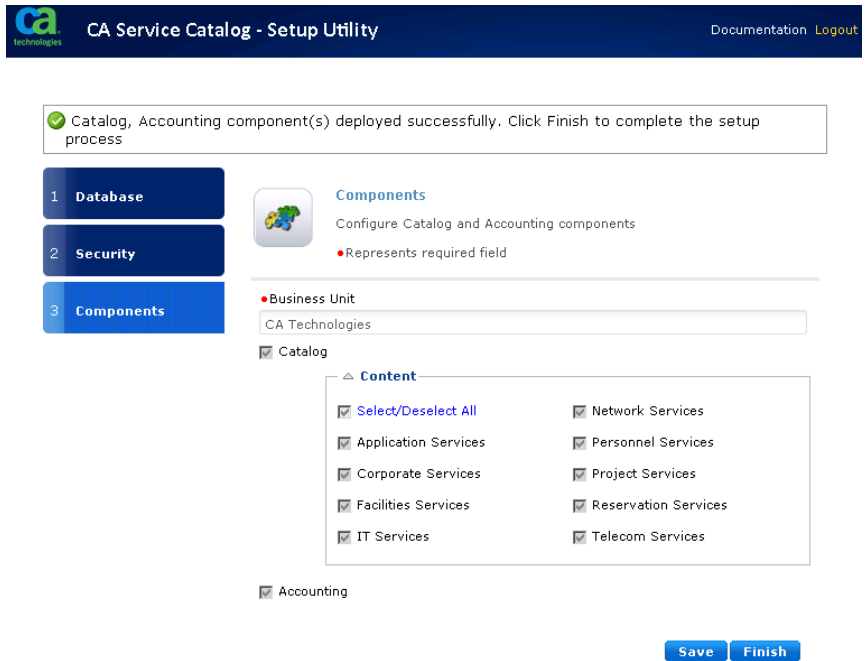 ca
technologies
CA Service Catalog - Setup Utility
Documentation Logout
Catalog, Accounting component(s) deployed successfully. Click Finish to complete the setup
process
1 Database
2 Security
3 Components
Components
Configure Catalog and Accounting components
Represents required field
Business Unit
CA Technologies
Catalog
Content
Select/Deselect All
Network Services
Application Services
Personnel Services
Corporate Services
Project Services
Facilities Services
Reservation Services
IT Services
Telecom Services
Accounting
Save
Finish